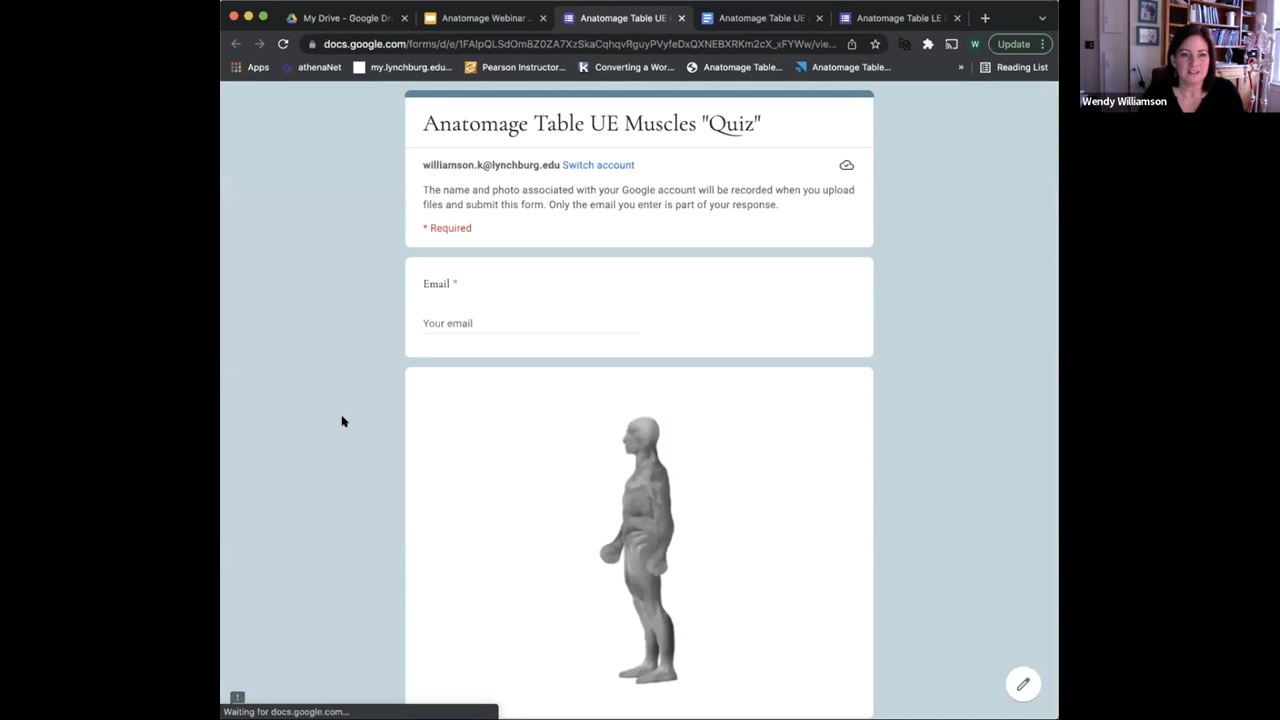 My Drive - Google Dri
Anatomage Webinar
Anatomage Table UE
Anatomage Table UE
Anatomage Table LE b
docs.google.com/forms/d/e/1FAIpQLSdOm8Z0ZA7XzSkaCqhqvRguyPVyfeDxQXNEBXRKm2cX_xFYWw/vie...
W
Update
Apps
athenaNet
my.lynchburg.edu...
Pearson Instructor...
Converting a Wor...
Anatomage Table...
Anatomage Table...
»
Reading List
Wendy Williamson
Anatomage Table UE Muscles "Quiz"
williamson.k@lynchburg.edu Switch account
The name and photo associated with your Google account will be recorded when you upload
files and submit this form. Only the email you enter is part of your response.
* Required
Email *
Your email
Waiting for docs.google.com...